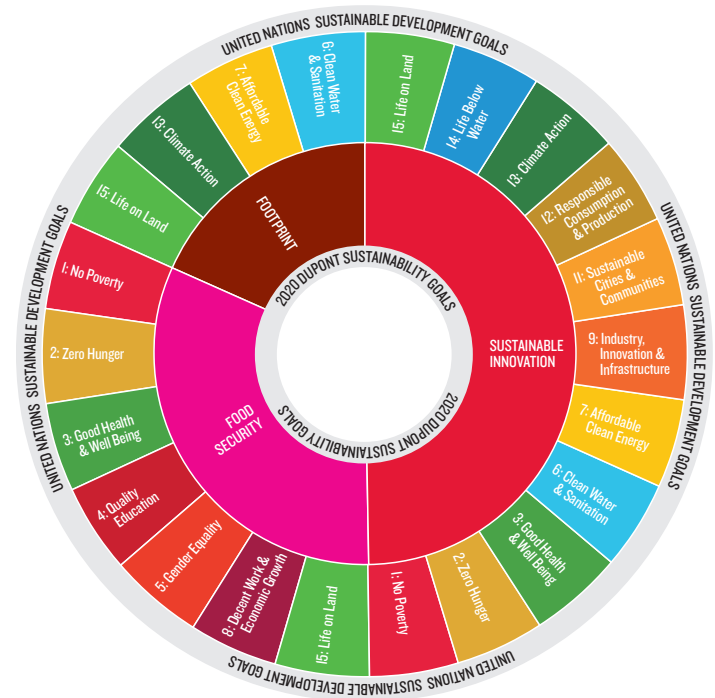 UNITED NATIONS SUSTAINABLE DEVELOPMENT GOALS
15: Life on Land
14: Life Below
Water
13: Climate Action
12: Responsible
Consumption
& Production
11: Sustainable
Cities &
Communities
9: Industry,
Innovation &
Infrastructure
7: Affordable
Clean Energy
6: Clean Water
& Sanitation
3: Good Health
& Well Being
2: Zero Hunger
1: No Poverty
UNITED NATIONS SUSTAINABLE DEVELOPMENT GOALS
15: Life on Land
8: Decent Work &
Economic Growth
5: Gender Equality
4: Quality
Education
3: Good Health
& Well Being
2: Zero Hunger
1: No Poverty
UNITED NATIONS SUSTAINABLE DEVELOPMENT GOALS
15: Life on Land
13: Climate Action
7: Affordable
Clean Energy
6: Clean Water
& Sanitation
UNITED NATIONS SUSTAINABLE DEVELOPMENT GOALS
FOOTPRINT
SUSTAINABLE
INNOVATION
FOOD
SECURITY
2020 DUPONT SUSTAINABILITY GOALS
2020 DUPONT SUSTAINABILITY GOALS